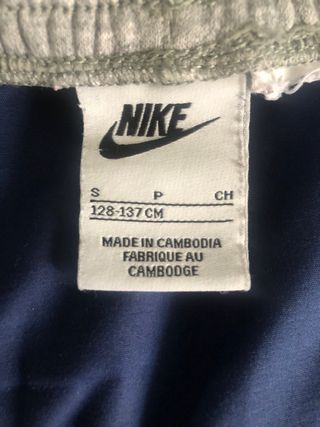 NIKE
S P CH
128-137CM
MADE IN CAMBODIA
FABRIQUE AU
CAMBODGE